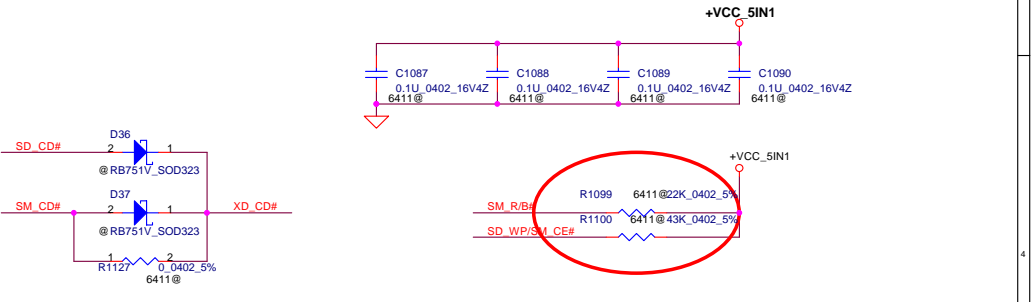 +VCC_5IN1
C1087
0.1U_0402_16V4Z
6411@
C1088
0.1U_0402_16V4Z
6411@
C1089
0.1U_0402_16V4Z
6411@
C1090
0.1U_0402_16V4Z
6411@
D36
SD_CD#
2
1
@RB751V_SOD323
D37
SM_CD#
2
1
XD_CD#
@RB751V_SOD323
1
2
R1127
0_0402_5%
6411@
+VCC_5IN1
R1099
6411@22K_0402_5%
SM_R/B#
R1100
6411@43K_0402_5%
SD_WP/SM_CE#
4